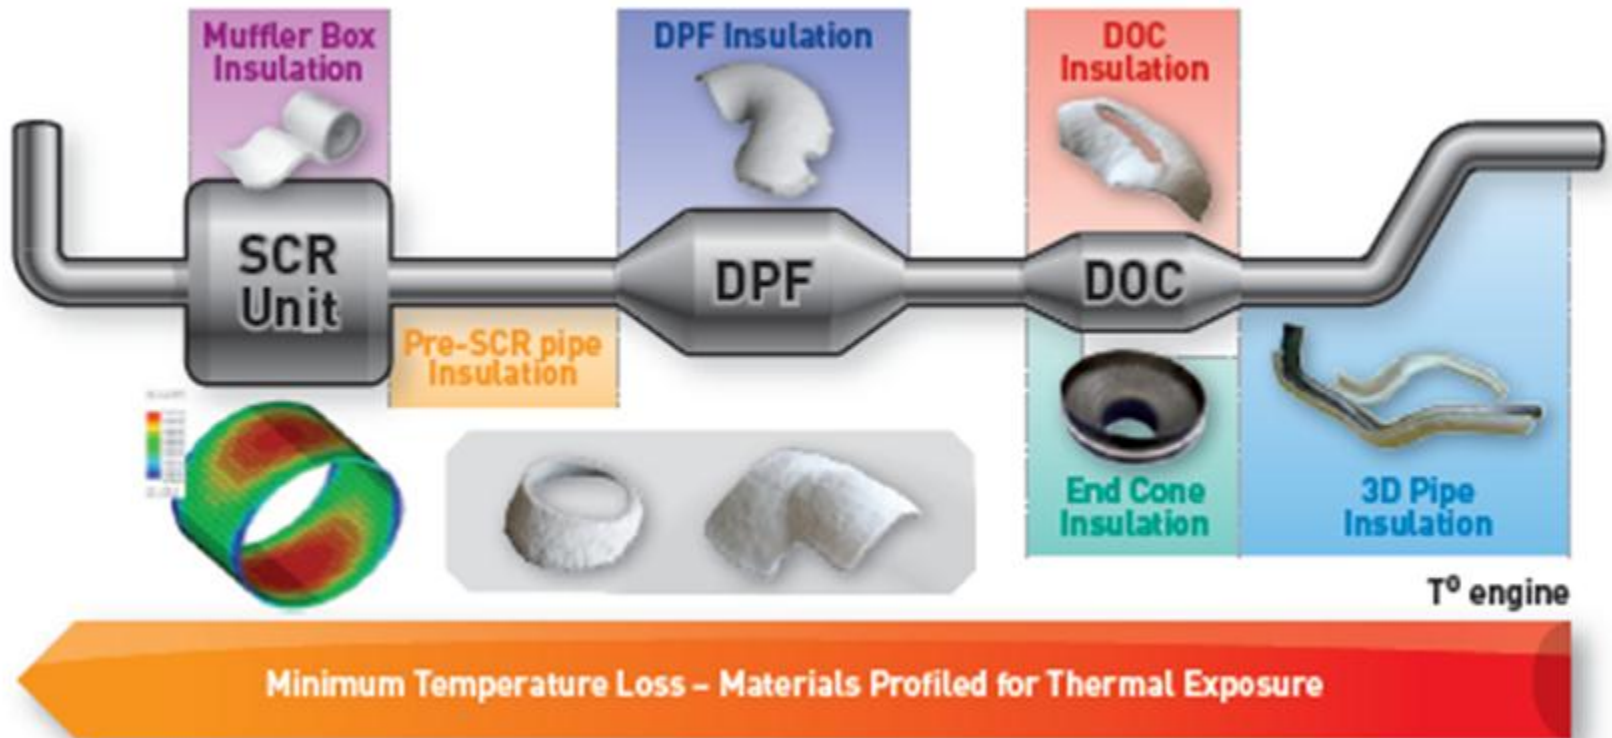 Muffler Box
Insulation
DPF Insulation
DOC
Insulation
SCR
Unit
DPF
DOC
Pre-SCR pipe
Insulation
End Cone
Insulation
3D Pipe
Insulation
Tº engine
Minimum Temperature Loss – Materials Profiled for Thermal Exposure